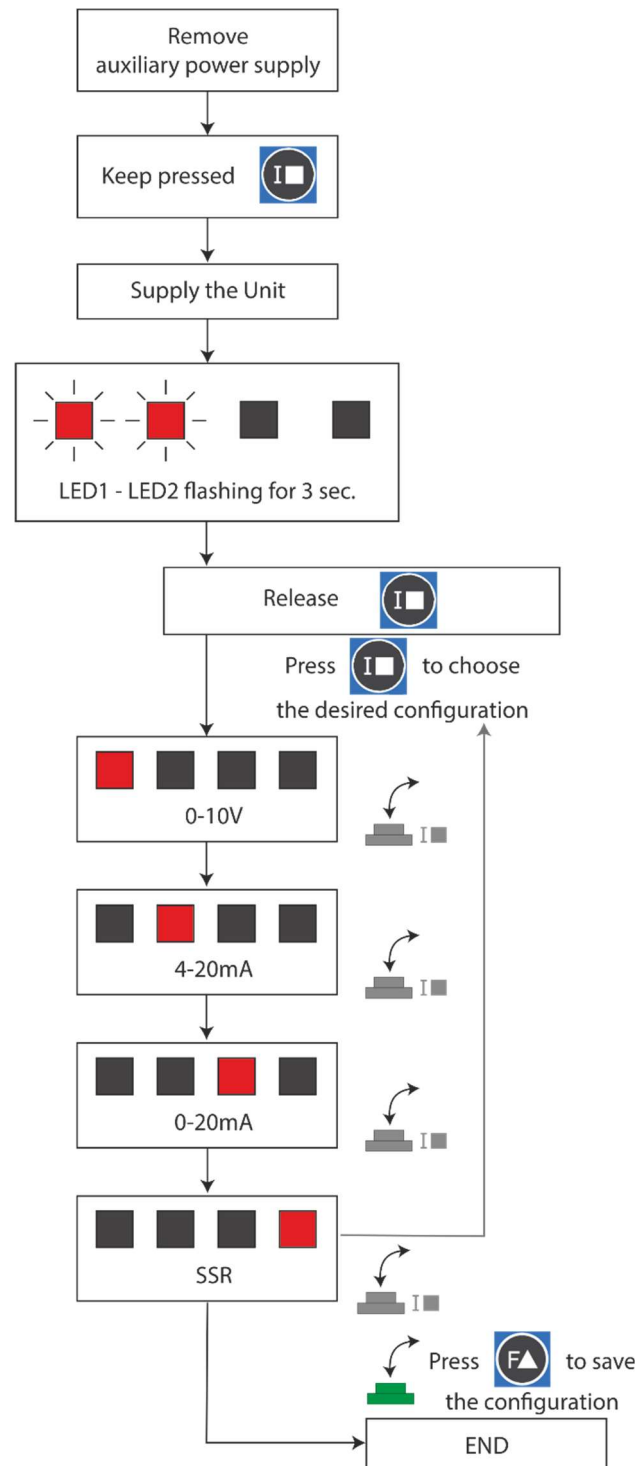 Remove
auxiliary power supply
Keep pressed I■
Supply the Unit
LED1 - LED2 flashing for 3 sec.
Release I■
Press I■ to choose
the desired configuration
0-10V
I■
4-20mA
I■
0-20mA
I■
SSR
I■
Press F▲ to save
the configuration
END